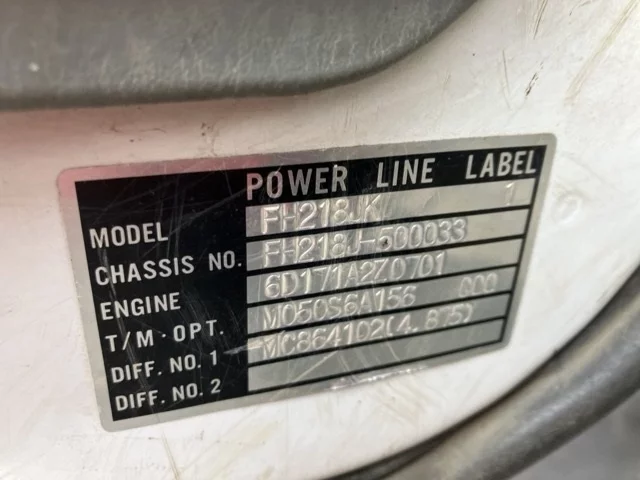 POWER LINE LABEL
MODEL FH218JK 1
CHASSIS NO. FH218J-500033
ENGINE 6D171A2Z0701
T/M·OPT. M050S6A156 000
DIFF. NO. 1 MC864102(4.875)
DIFF. NO. 2